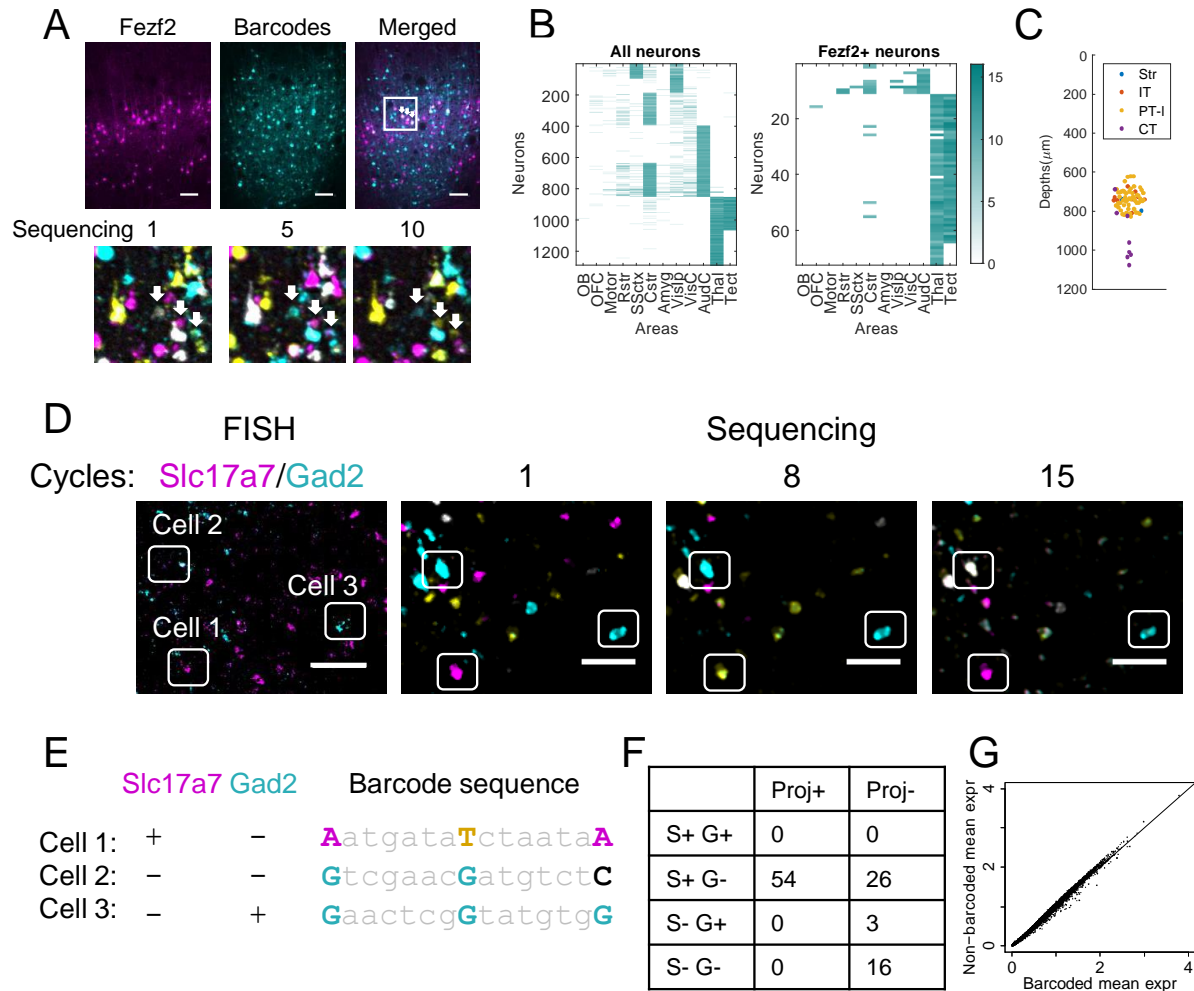 A
Fezf2 Barcodes Merged
Sequencing 1 5 10
B
All neurons
Neurons
200
400
600
800
1000
1200
OB
OFC
Motor
Rstr
SSctx
Cstr
Amyg
VisIp
VisC
AudC
Thal
Tect
Areas
Fezf2+ neurons
Neurons
20
40
60
OB
OFC
Motor
Rstr
SSctx
Cstr
Amyg
VisIp
VisC
AudC
Thal
Tect
Areas
15
10
5
0
C
Depths(μm)
0
200
400
600
800
1000
1200
Str
IT
PT-l
CT
D
FISH Sequencing
Cycles: Slc17a7/Gad2 1 8 15
Cell 2
Cell 3
Cell 1
E
Slc17a7 Gad2 Barcode sequence
Cell 1: + − AatgataTctaataA
Cell 2: − − GtcgaacGatgtctC
Cell 3: − + GaactcgGtatgtgG
F
Proj+ Proj-
S+ G+ 0 0
S+ G- 54 26
S- G+ 0 3
S- G- 0 16
G
Non−barcoded mean expr
4
2
0
0 2 4
Barcoded mean expr